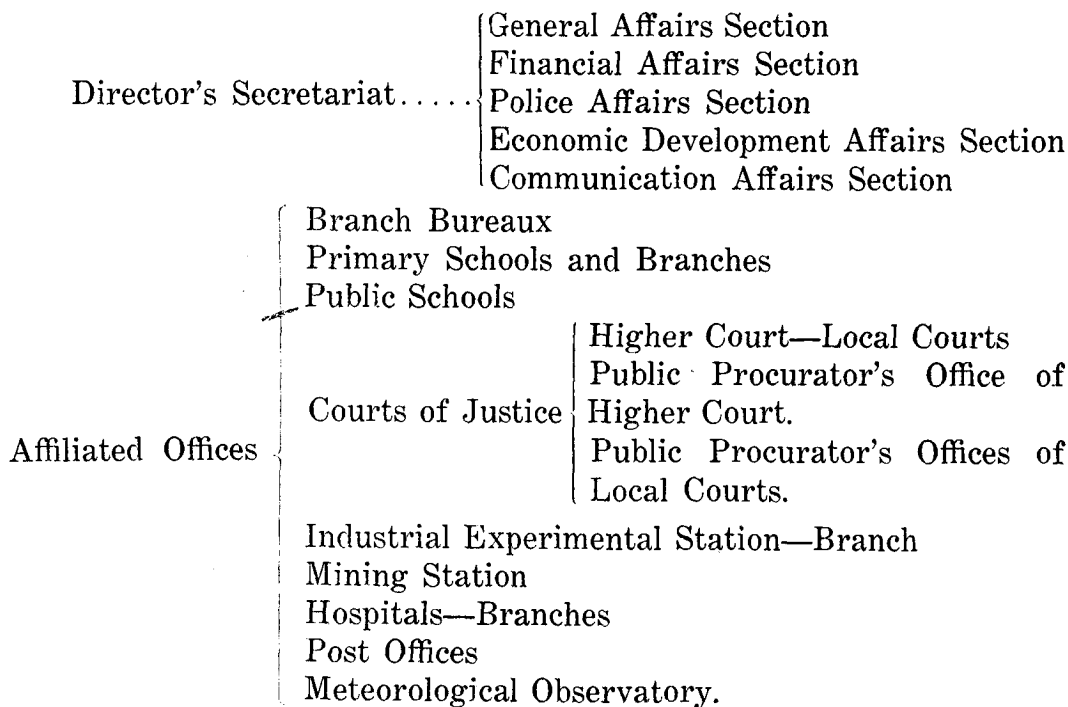 General Affairs Section
Financial Affairs Section
Director's Secretariat.....Police Affairs Section
Economic Development Affairs Section
Communication Affairs Section
Branch Bureaux
Primary Schools and Branches
Public Schools
Higher Court—Local Courts
Public Procurator's Office of
Courts of Justice Higher Court.
Affiliated Offices Public Procurator's Offices of
Local Courts.
Industrial Experimental Station—Branch
Mining Station
Hospitals—Branches
Post Offices
Meteorological Observatory.